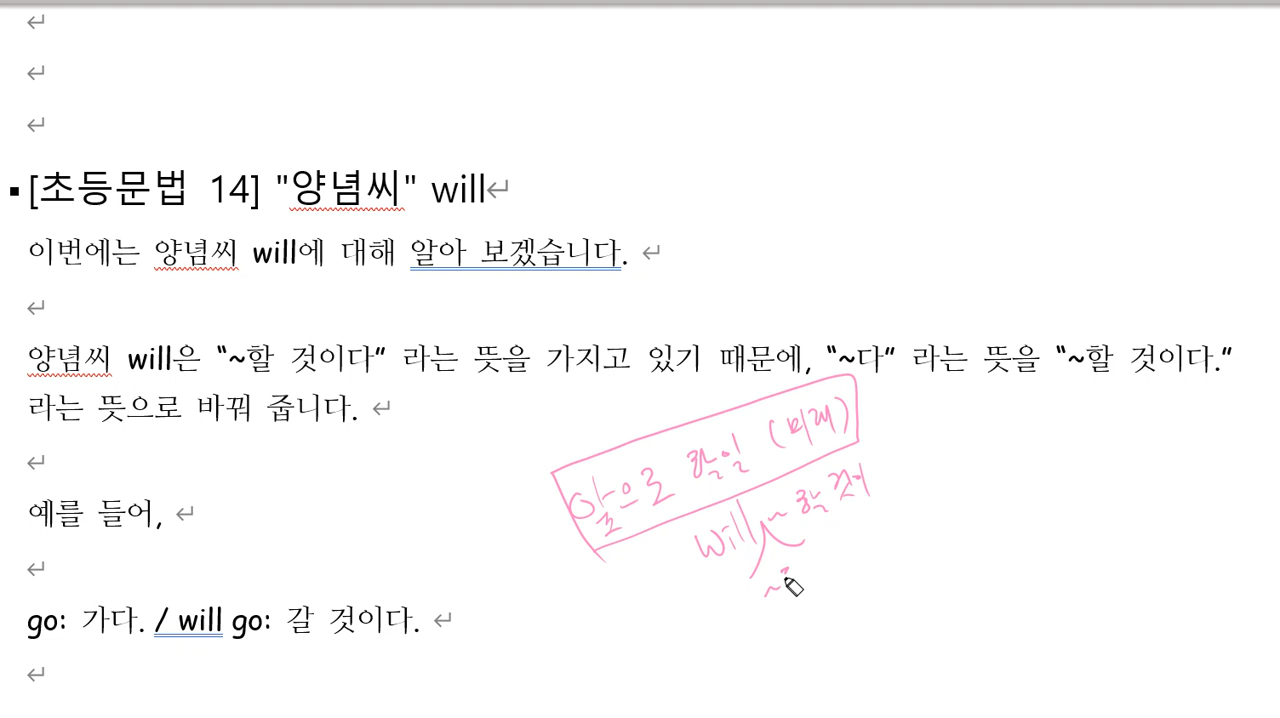 [초등문법 14] "양념씨" will
이번에는 양념씨 will에 대해 알아 보겠습니다.
양념씨 will은 “~할 것이다” 라는 뜻을 가지고 있기 때문에, “~다” 라는 뜻을 “~할 것이다.”
라는 뜻으로 바꿔 줍니다.
앞으로 할일 (미래)
will ~ 할 것이
예를 들어,
~
go: 가다. / will go: 갈 것이다.